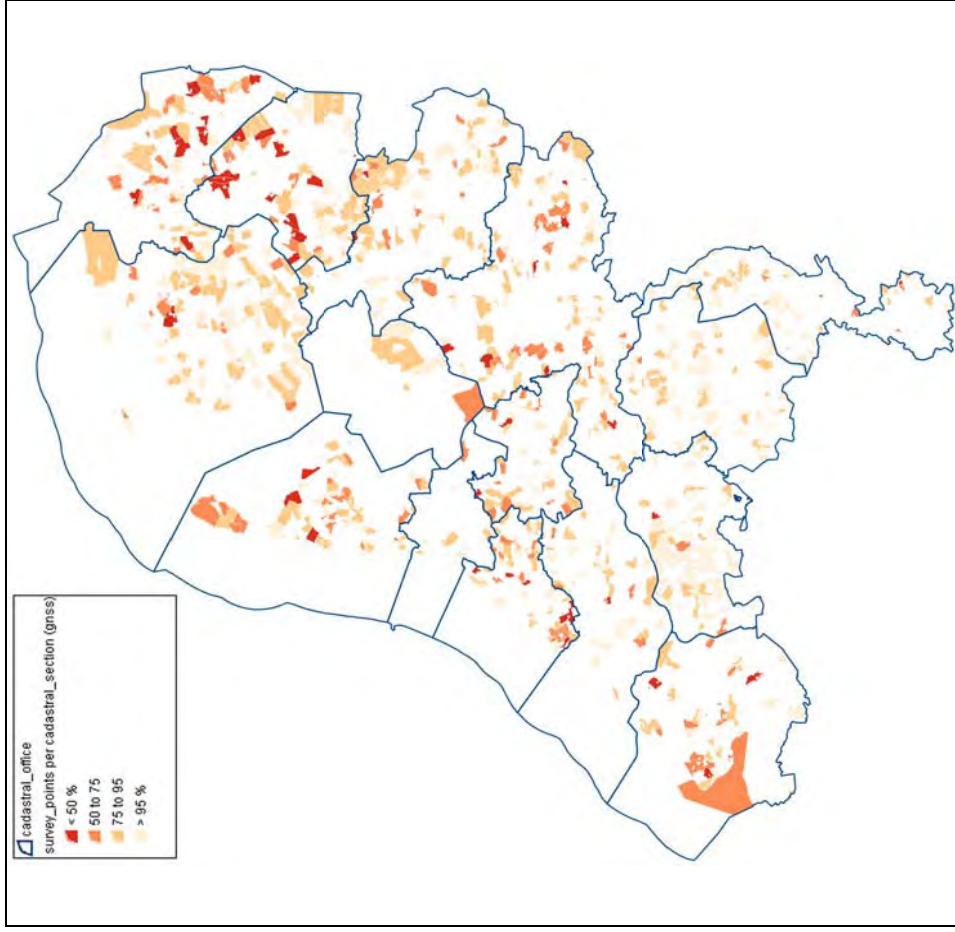 cadastral_office
survey_points per cadastral_section (gnss)
< 50 %
50 to 75
75 to 95
> 95 %